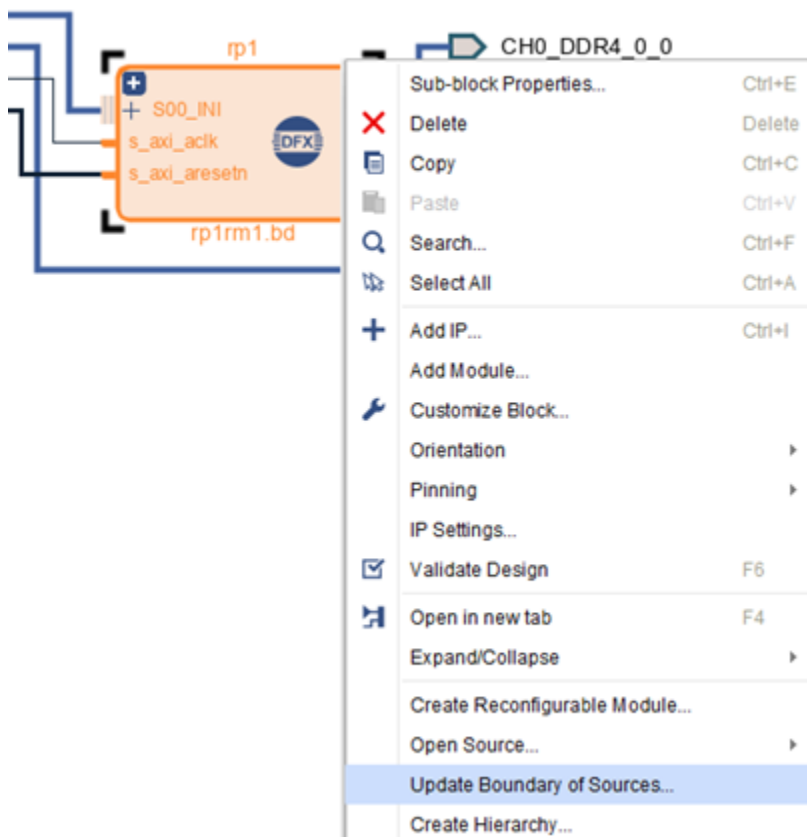 rp1
CH0_DDR4_0_0
S00_INI
s_axi_aclk
DFX
s_axi_aresetn
rp1rm1.bd
Sub-block Properties... Ctrl+E
Delete Delete
Copy Ctrl+C
Paste Ctrl+V
Search... Ctrl+F
Select All Ctrl+A
Add IP... Ctrl+I
Add Module...
Customize Block...
Orientation
Pinning
IP Settings...
Validate Design F6
Open in new tab F4
Expand/Collapse
Create Reconfigurable Module...
Open Source...
Update Boundary of Sources...
Create Hierarchy...